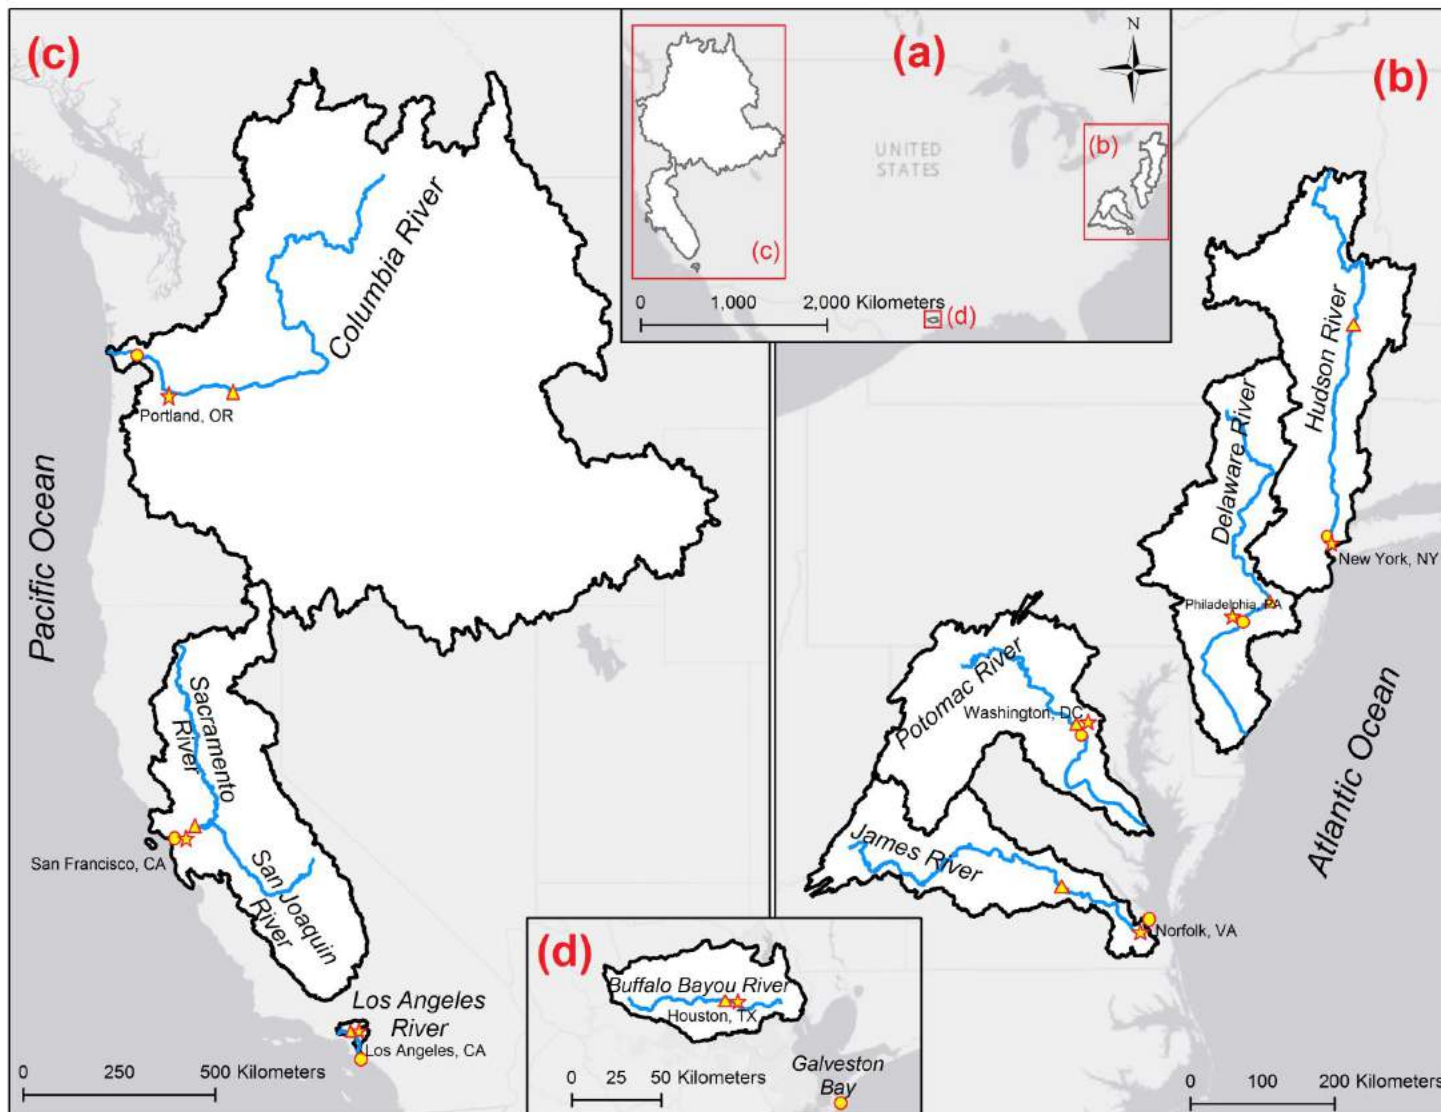 (c)
Columbia River
Portland, OR
Pacific Ocean
Sacramento
River
San Francisco, CA
San Joaquin
River
Los Angeles
River
Los Angeles, CA
0 250 500 Kilometers
(a)
N
UNITED
STATES
(b)
(c)
(d)
0 1,000 2,000 Kilometers
(b)
Hudson River
Delaware River
New York, NY
Philadelphia, PA
Potomac River
Washington, DC
James River
Norfolk, VA
Atlantic Ocean
0 100 200 Kilometers
(d)
Buffalo Bayou River
Houston, TX
Galveston
Bay
0 25 50 Kilometers